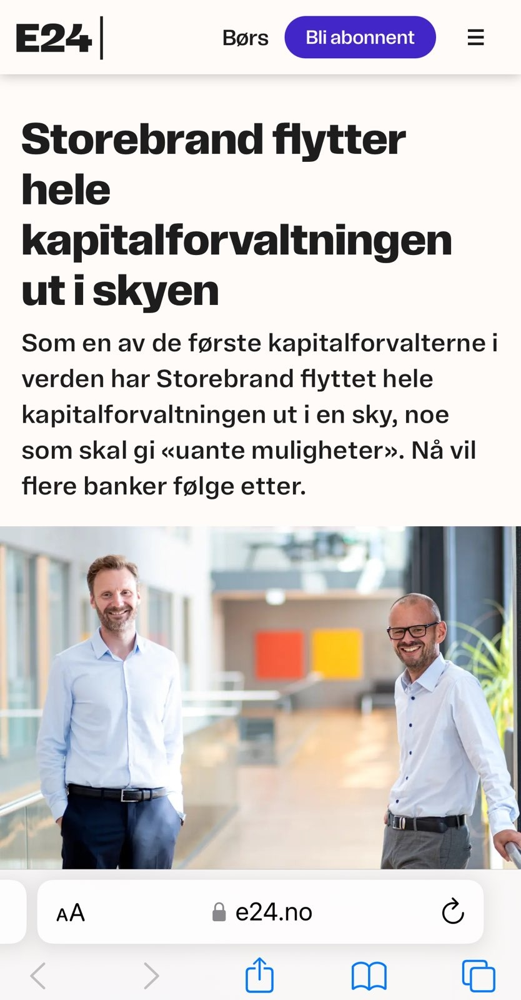 E24
Børs
Bli abonnent
Storebrand flytter
hele
kapitalforvaltningen
ut i skyen
Som en av de første kapitalforvalterne i
verden har Storebrand flyttet hele
kapitalforvaltningen ut i en sky, noe
som skal gi «uante muligheter». Nå vil
flere banker følge etter.
AA
e24.no